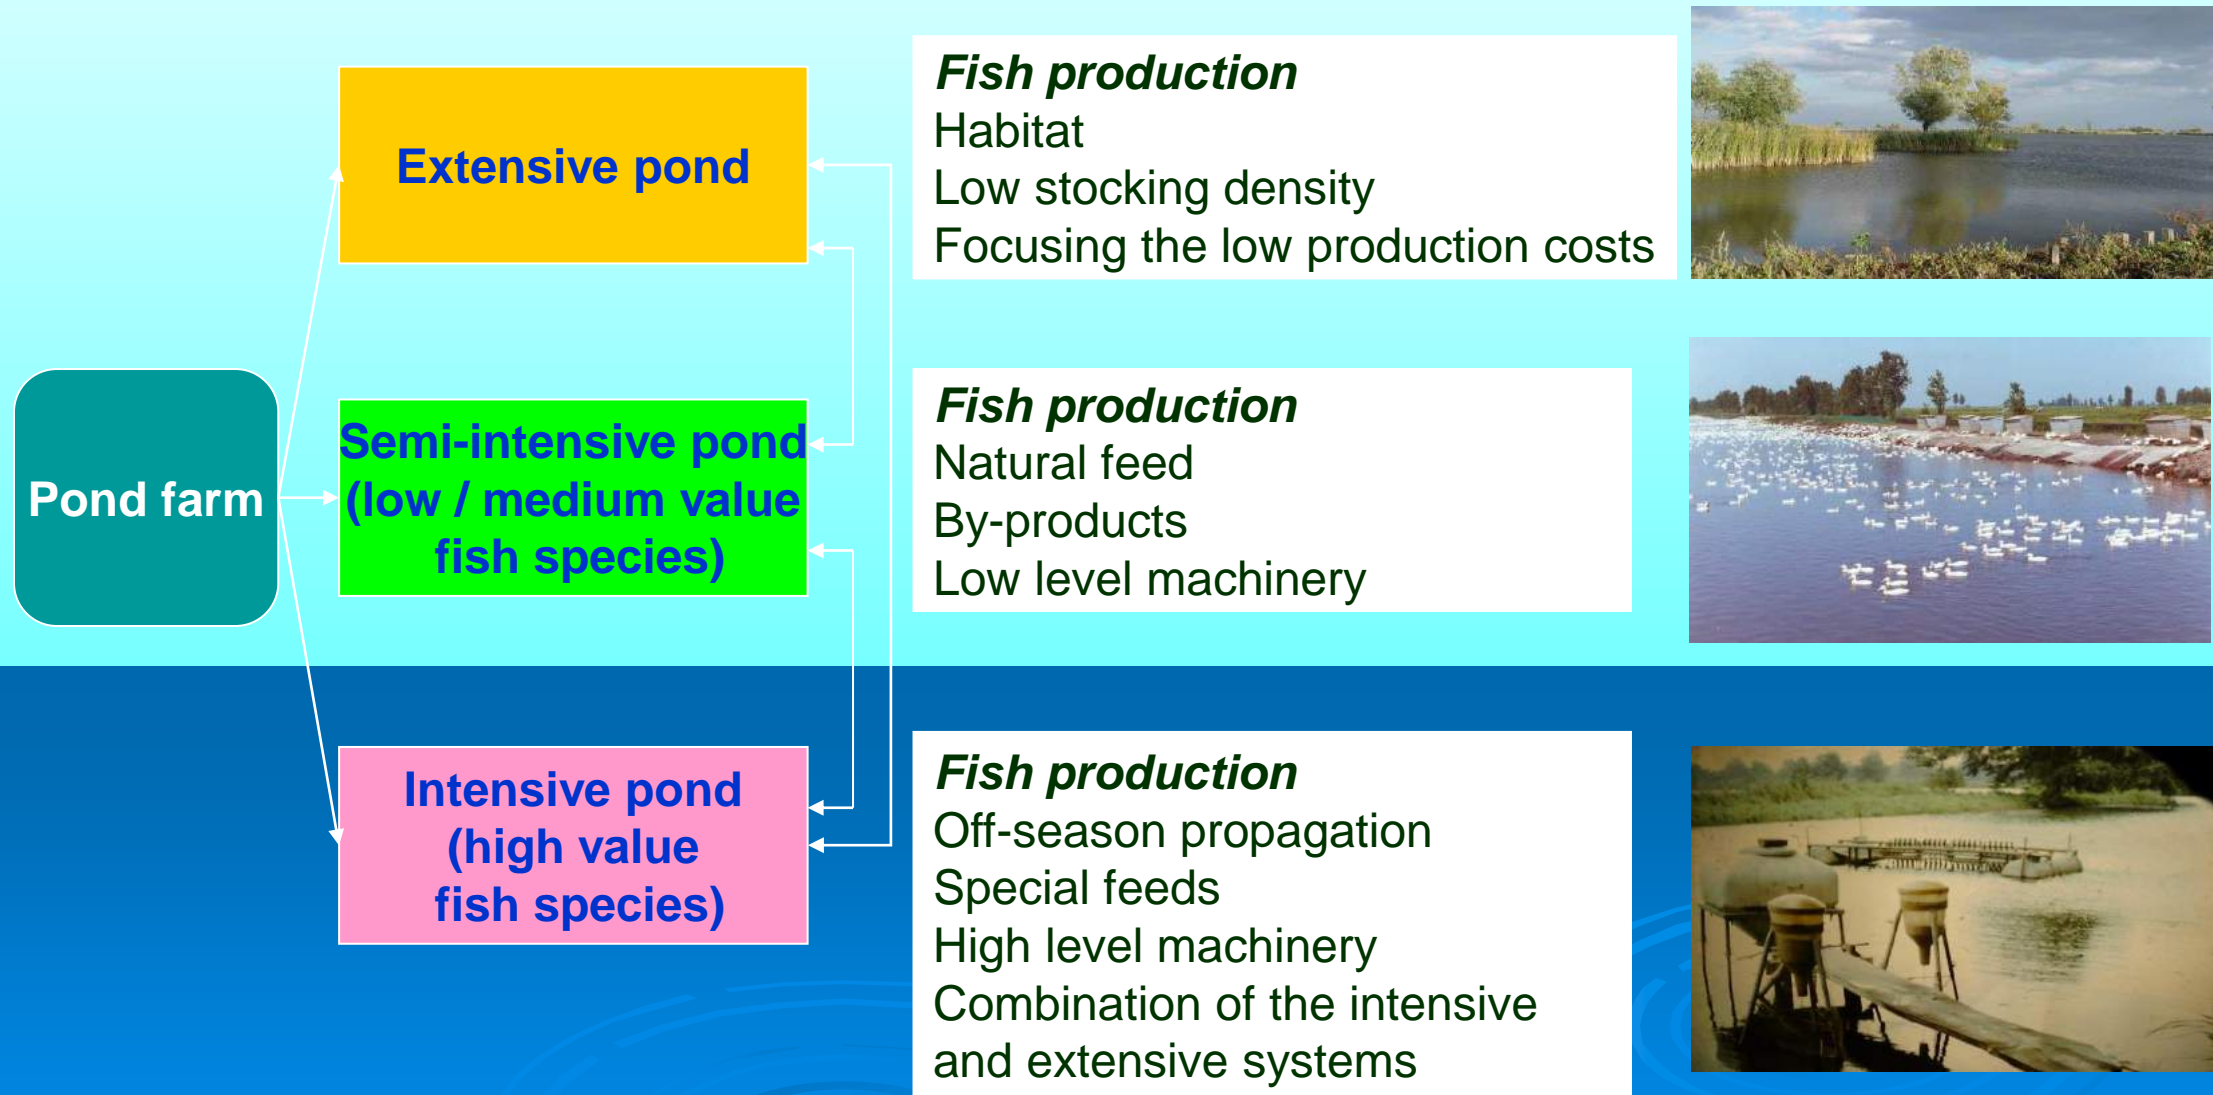 Pond farm
Extensive pond
Fish production
Habitat
Low stocking density
Focusing the low production costs
Semi-intensive pond
(low / medium value
fish species)
Fish production
Natural feed
By-products
Low level machinery
Intensive pond
(high value
fish species)
Fish production
Off-season propagation
Special feeds
High level machinery
Combination of the intensive
and extensive systems